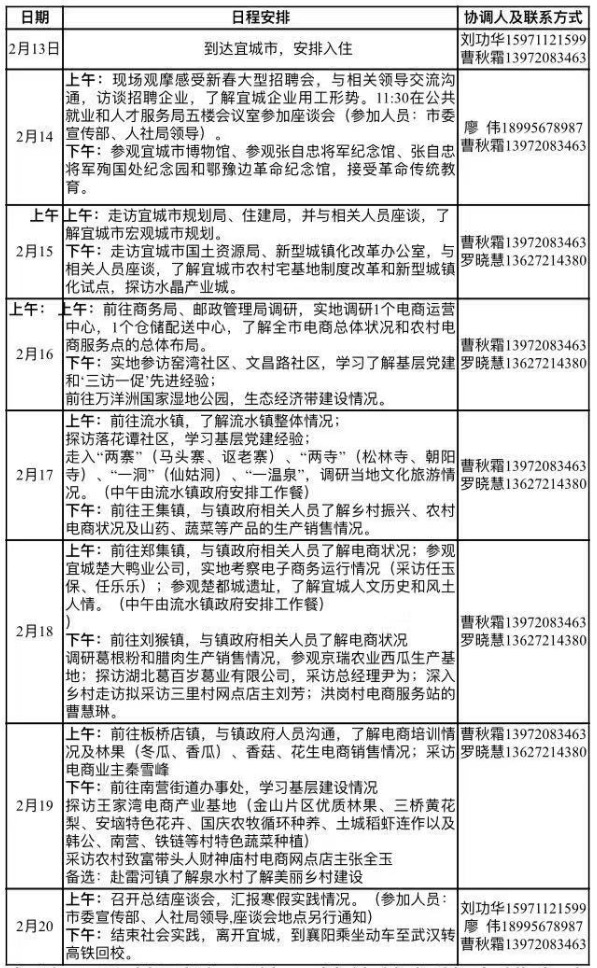 日期 日程安排 协调人及联系方式
2月13日 到达宜城市，安排入住 刘功华15971121599
曹秋霜13972083463
2月14
上午：现场观摩感受新春大型招聘会，与相关领导交流沟
通，访谈招聘企业，了解宜城企业用工形势。11:30在公共
就业和人才服务局五楼会议室参加座谈会（参加人员：市委
宣传部、人社局领导）。
下午：参观宜城市博物馆、参观张自忠将军纪念馆、张自忠
将军殉国处纪念园和鄂豫边革命纪念馆，接受革命传统教
育。
廖 伟18995678987
曹秋霜13972083463
上午
2月15
上午：走访宜城市规划局、住建局，并与相关人员座谈，了
解宜城市宏观城市规划。
下午：走访宜城市国土资源局、新型城镇化改革办公室，与
相关人员座谈，了解宜城市农村宅基地制度改革和新型城镇
化试点，探访水晶产业城。
曹秋霜13972083463
罗晓慧13627214380
上午：
2月16
上午：前往商务局、邮政管理局调研，实地调研1个电商运营
中心，1个仓储配送中心，了解全市电商总体状况和农村电
商服务点的总体布局。
下午：实地参访窑湾社区、文昌路社区，学习了解基层党建
和‘三访一促’先进经验；
前往万洋洲国家湿地公园，生态经济带建设情况。
曹秋霜13972083463
罗晓慧13627214380
2月17
上午：前往流水镇，了解流水镇整体情况；
探访落花谭社区，学习基层党建经验；
走入“两寨”（马头寨、讴老寨）、“两寺”（松林寺、朝阳
寺）、“一洞”（仙姑洞）、“一温泉”，调研当地文化旅游情
况。（中午由流水镇政府安排工作餐）
下午：前往王集镇，与镇政府相关人员了解乡村振兴、农村
电商状况及山药、蔬菜等产品的生产销售情况。
曹秋霜13972083463
罗晓慧13627214380
2月18
上午：前往郑集镇，与镇政府相关人员了解电商状况；参观
宜城楚大鸭业公司，实地考察电子商务运行情况（采访任玉
保、任乐乐）；参观楚都城遗址，了解宜城人文历史和风土
人情。（中午由流水镇政府安排工作餐）
）
下午：前往刘猴镇，与镇政府相关人员了解电商状况
调研葛根粉和腊肉生产销售情况，参观京瑞农业西瓜生产基
地；探访湖北葛百岁葛业有限公司，采访总经理尹为；深入
乡村走访拟采访三里村网点店主刘芳；洪岗村电商服务站的
曹慧琳。
曹秋霜13972083463
罗晓慧13627214380
2月19
上午：前往板桥店镇，与镇政府人员沟通，了解电商培训情
况及林果（冬瓜、香瓜）、香菇、花生电商销售情况；采访
电商业主秦雪峰
下午：前往南营街道办事处，学习基层建设情况
探访王家湾电商产业基地（金山片区优质林果、三桥黄花
梨、安垴特色花卉、国庆农牧循环种养、土城稻虾连作以及
韩公、南营、铁链等村特色蔬菜种植）
采访农村致富带头人财神庙村电商网点店主张全玉
备选：赴雷河镇了解泉水村了解美丽乡村建设
曹秋霜13972083463
罗晓慧13627214380
2月20
上午：召开总结座谈会，汇报寒假实践情况。（参加人员：
市委宣传部、人社局领导,座谈会地点另行通知）
下午：结束社会实践，离开宜城，到襄阳乘坐动车至武汉转
高铁回校。
刘功华15971121599
廖 伟18995678987
曹秋霜13972083463